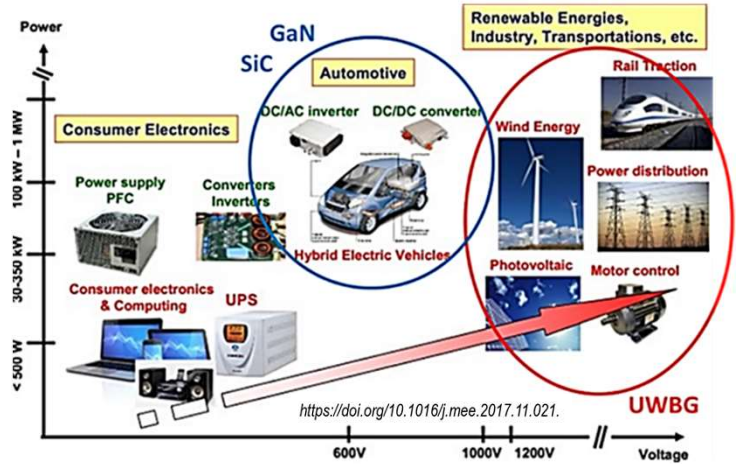 Power
GaN
SiC
Renewable Energies,
Industry, Transportations, etc.
Automotive
Rail Traction
DC/AC inverter
DC/DC converter
Consumer Electronics
Wind Energy
Power distribution
Power supply
PFC
Converters
Inverters
Hybrid Electric Vehicles
Photovoltaic
Motor control
Consumer electronics
& Computing
UPS
100 kW – 1 MW
30-350 kW
< 500 W
https://doi.org/10.1016/j.mee.2017.11.021.
UWBG
600V
1000V
1200V
Voltage